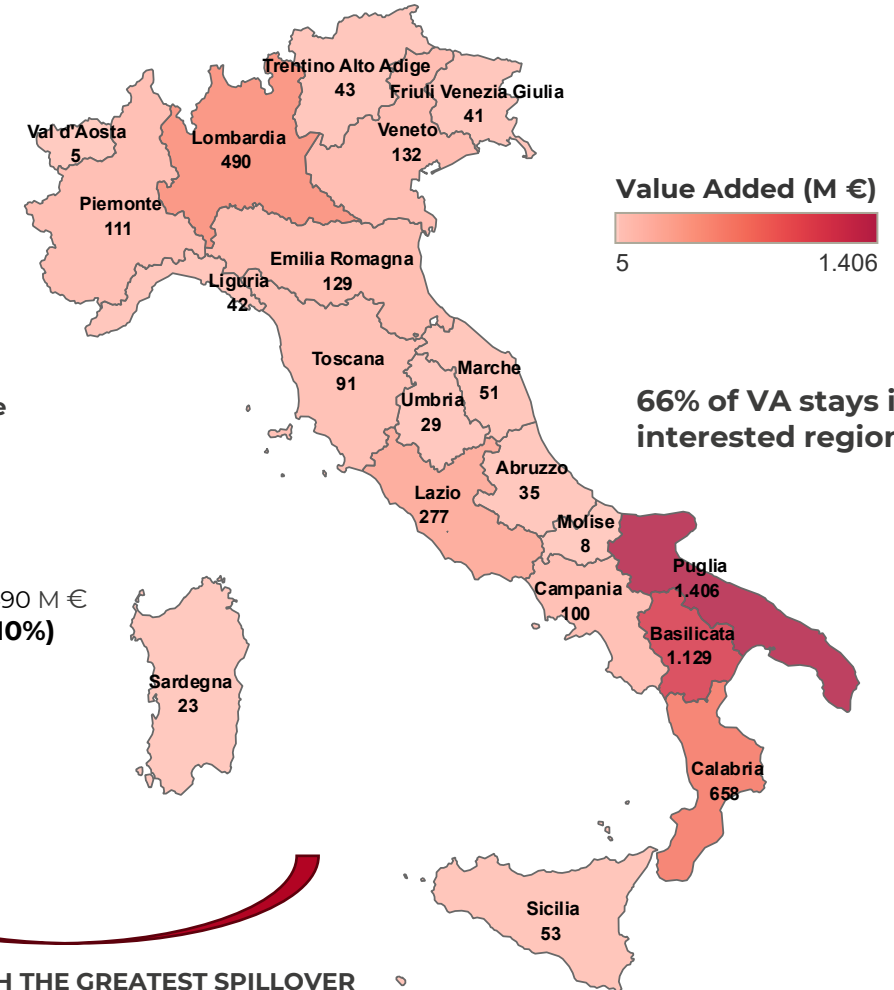 Trentino Alto Adige
43
Friuli Venezia Giulia
41
Val d'Aosta
5
Lombardia
490
Veneto
132
Piemonte
111
Value Added (M €)
5
1.406
Emilia Romagna
129
Liguria
42
Toscana
91
Marche
51
Umbria
29
66% of VA stays i
interested region
Abruzzo
35
Lazio
277
Molise
8
Puglia
1.406
Campania
100
90 M €
10%)
Basilicata
1.129
Sardegna
23
Calabria
658
Sicilia
53
H THE GREATEST SPILLOVER